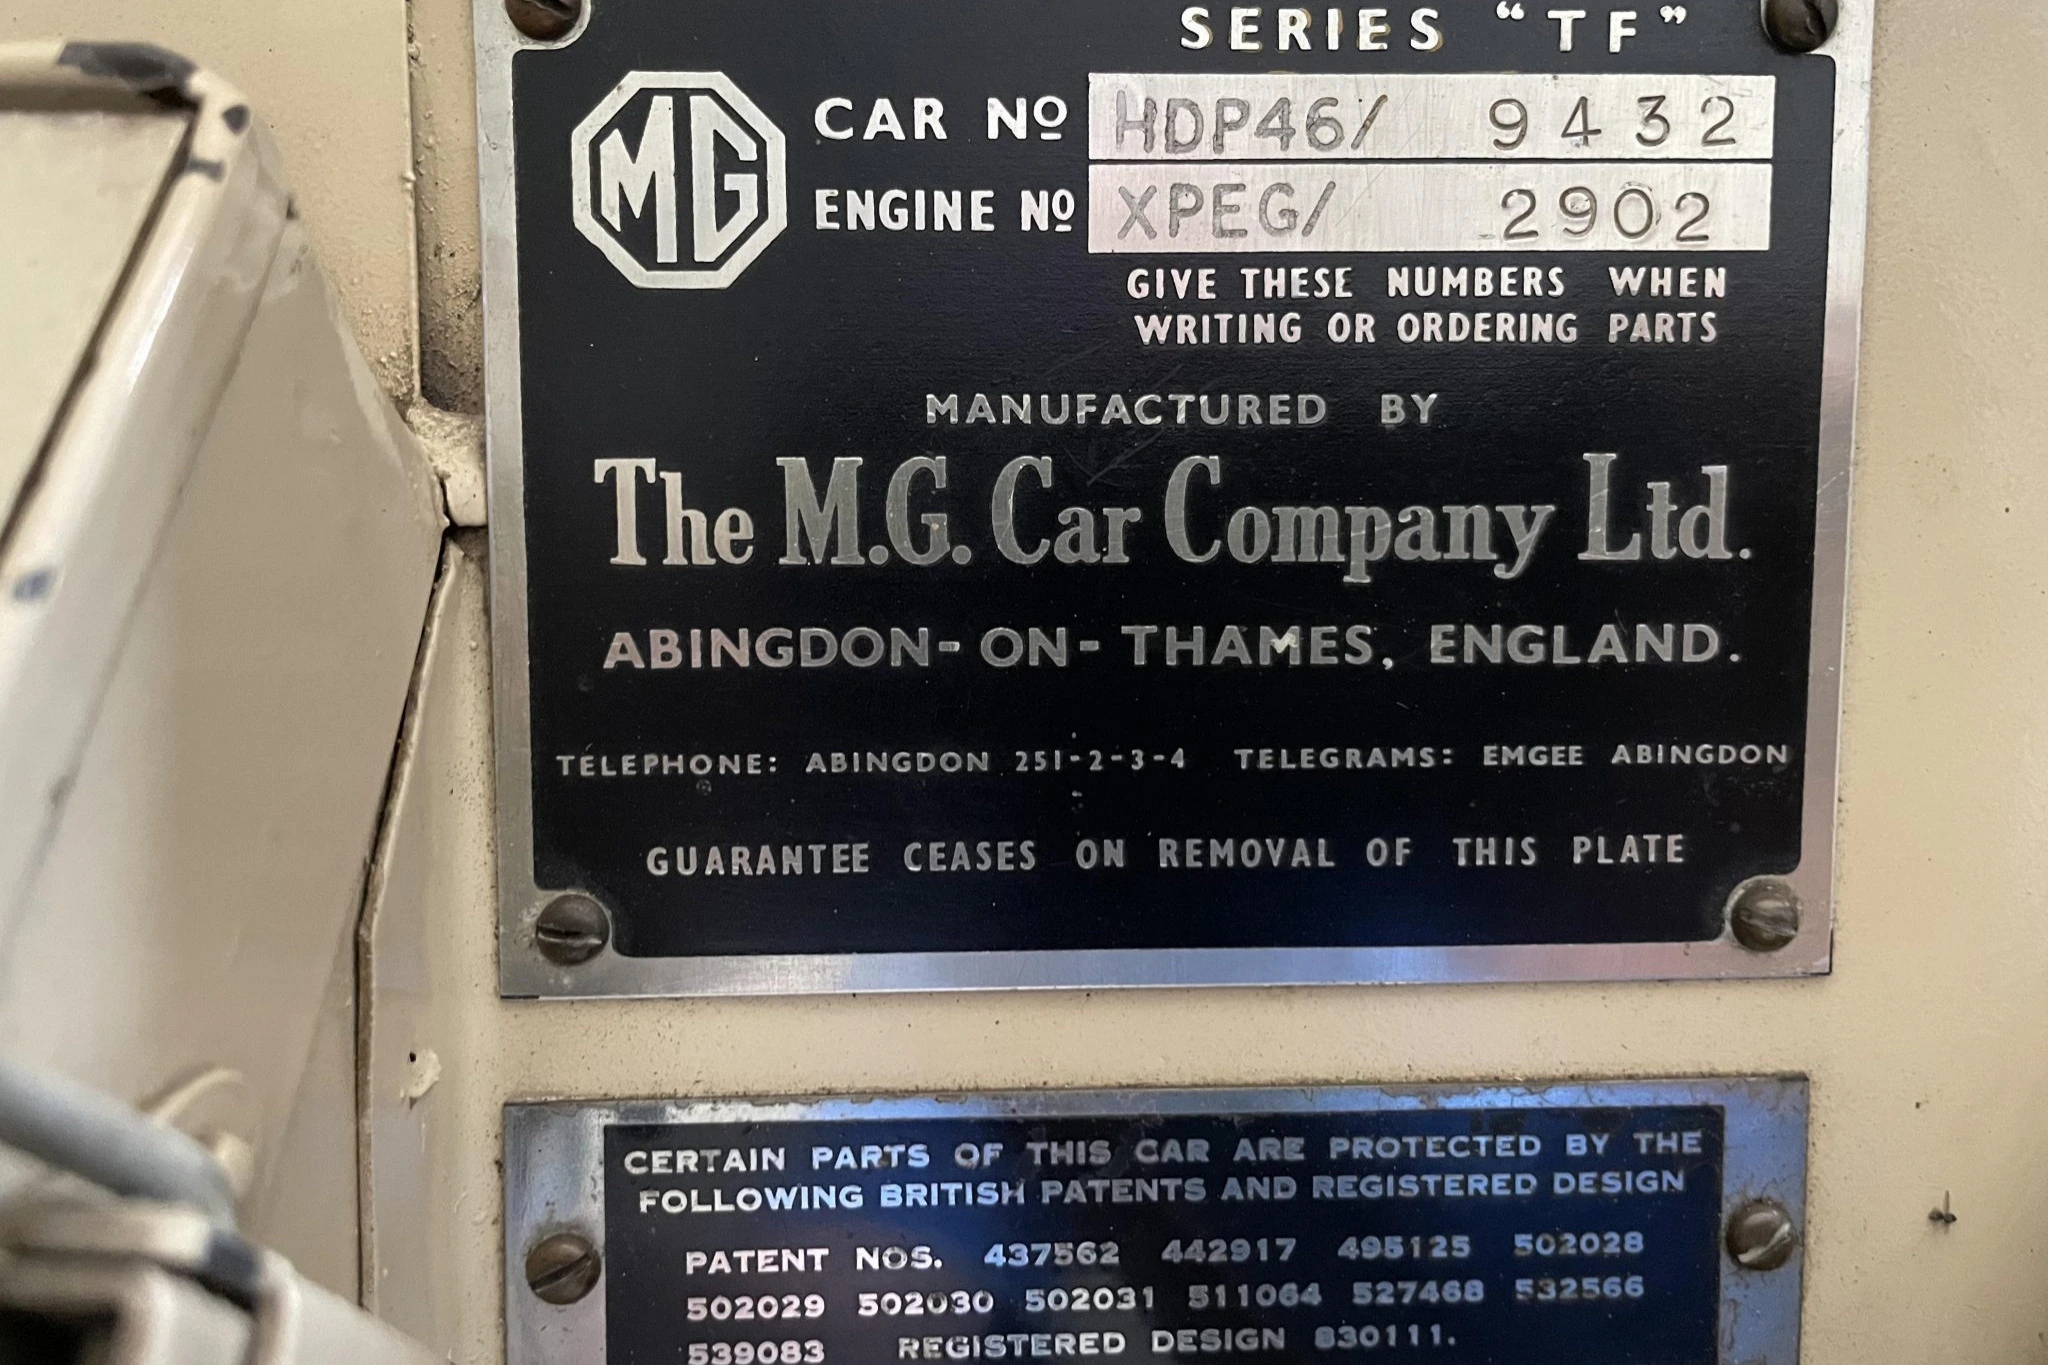 SERIES “TF”
MG
CAR No HDP46/ 9432
ENGINE No XPEG/ 2902
GIVE THESE NUMBERS WHEN
WRITING OR ORDERING PARTS
MANUFACTURED BY
The M.G. Car Company Ltd.
ABINGDON-ON-THAMES, ENGLAND.
TELEPHONE: ABINGDON 251-2-3-4 TELEGRAMS: EMGEE ABINGDON
GUARANTEE CEASES ON REMOVAL OF THIS PLATE
CERTAIN PARTS OF THIS CAR ARE PROTECTED BY THE
FOLLOWING BRITISH PATENTS AND REGISTERED DESIGN
PATENT NOS. 437562 442917 495125 502028
502029 502030 502031 511064 527468 532566
539083 REGISTERED DESIGN 830111.